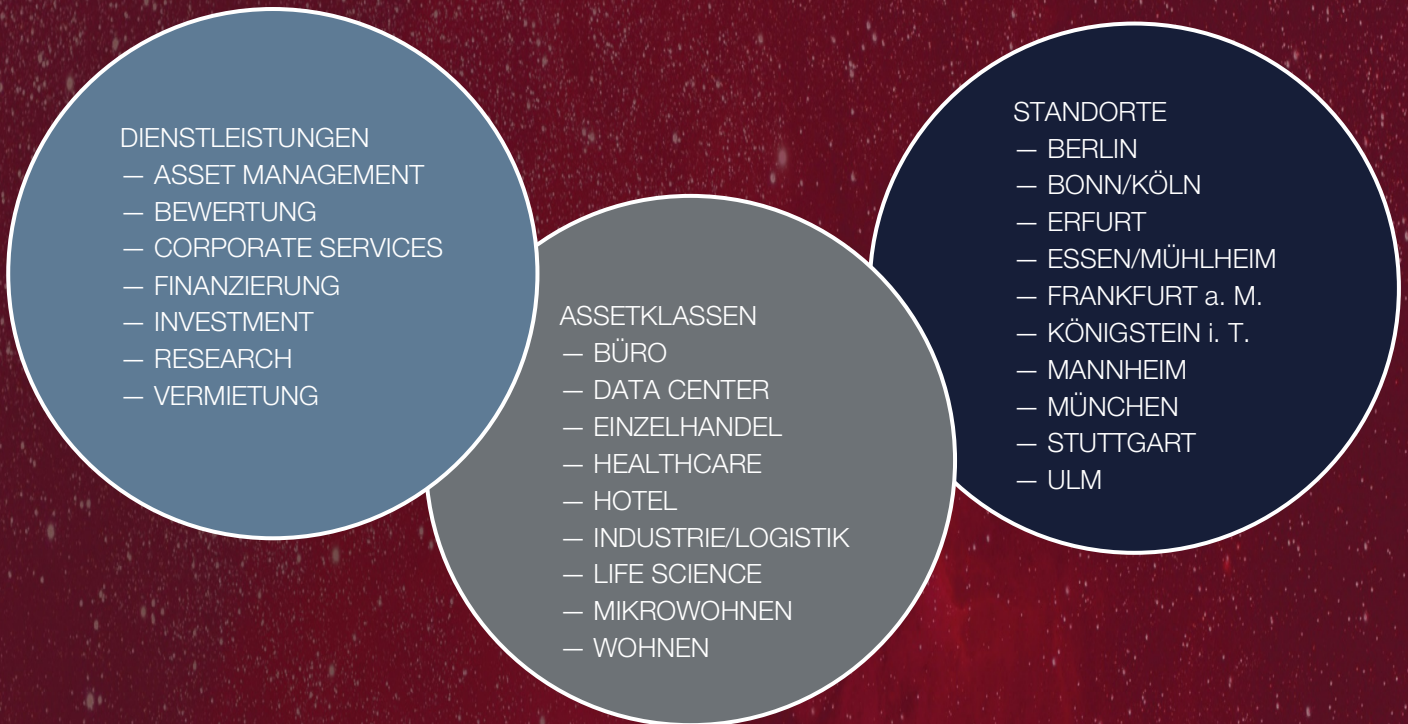 DIENSTLEISTUNGEN
— ASSET MANAGEMENT
— BEWERTUNG
— CORPORATE SERVICES
— FINANZIERUNG
— INVESTMENT
— RESEARCH
— VERMIETUNG
ASSETKLASSEN
— BÜRO
— DATA CENTER
— EINZELHANDEL
— HEALTHCARE
— HOTEL
— INDUSTRIE/LOGISTIK
— LIFE SCIENCE
— MIKROWOHNEN
— WOHNEN
STANDORTE
— BERLIN
— BONN/KÖLN
— ERFURT
— ESSEN/MÜHLHEIM
— FRANKFURT a. M.
— KÖNIGSTEIN i. T.
— MANNHEIM
— MÜNCHEN
— STUTTGART
— ULM